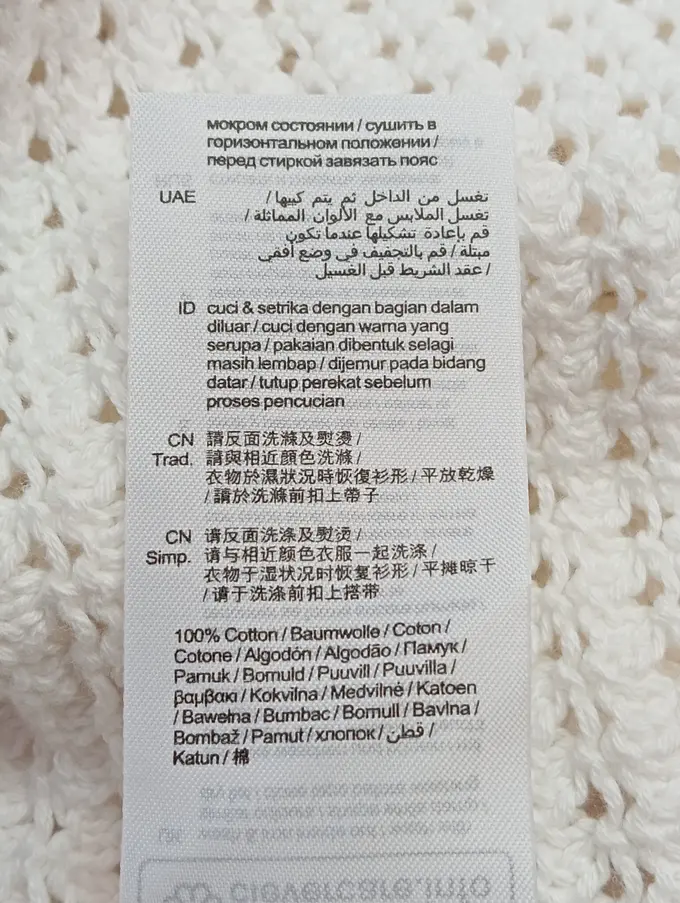 мокром состоянии / сушить в
горизонтальном положении /
перед стиркой завязать пояс
UAE تغسل من الداخل ثم يتم كيها /
تغسل الملابس مع الألوان المماثلة /
قم بإعادة تشكيلها عندما تكون
مبتلة / قم بالتجفيف في وضع أفقي
/ عقد الشريط قبل الغسيل
ID cuci & setrika dengan bagian dalam
diluar / cuci dengan warna yang
serupa / pakaian dibentuk selagi
masih lembap / dijemur pada bidang
datar / tutup perekat sebelum
proses pencucian
CN 請反面洗滌及熨燙 /
Trad. 請與相近顏色洗滌 /
衣物於濕狀況時恢復衫形 / 平放乾燥
/ 請於洗滌前扣上帶子
CN 请反面洗涤及熨烫 /
Simp. 请与相近颜色衣服一起洗涤 /
衣物于湿状况时恢复衫形 / 平摊晾干
/ 请于洗涤前扣上搭带
100% Cotton / Baumwolle / Coton /
Cotone / Algodón / Algodão / Памук /
Pamuk / Bomuld / Puuvill / Puuvilla /
βαμβακι / Kokvilna / Medvilnė / Katoen
/ Bawełna / Bumbac / Bomull / Bavlna /
Bombaž / Pamut / хлопок / قطن /
Katun / 棉
clevercare.info